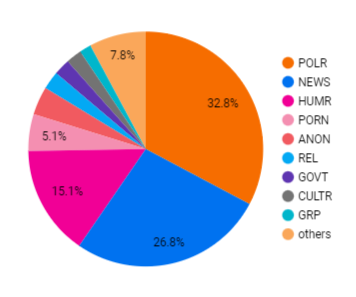 7.8%
32.8%
5.1%
15.1%
26.8%
POLR
NEWS
HUMR
PORN
ANON
REL
GOVT
CULTR
GRP
others